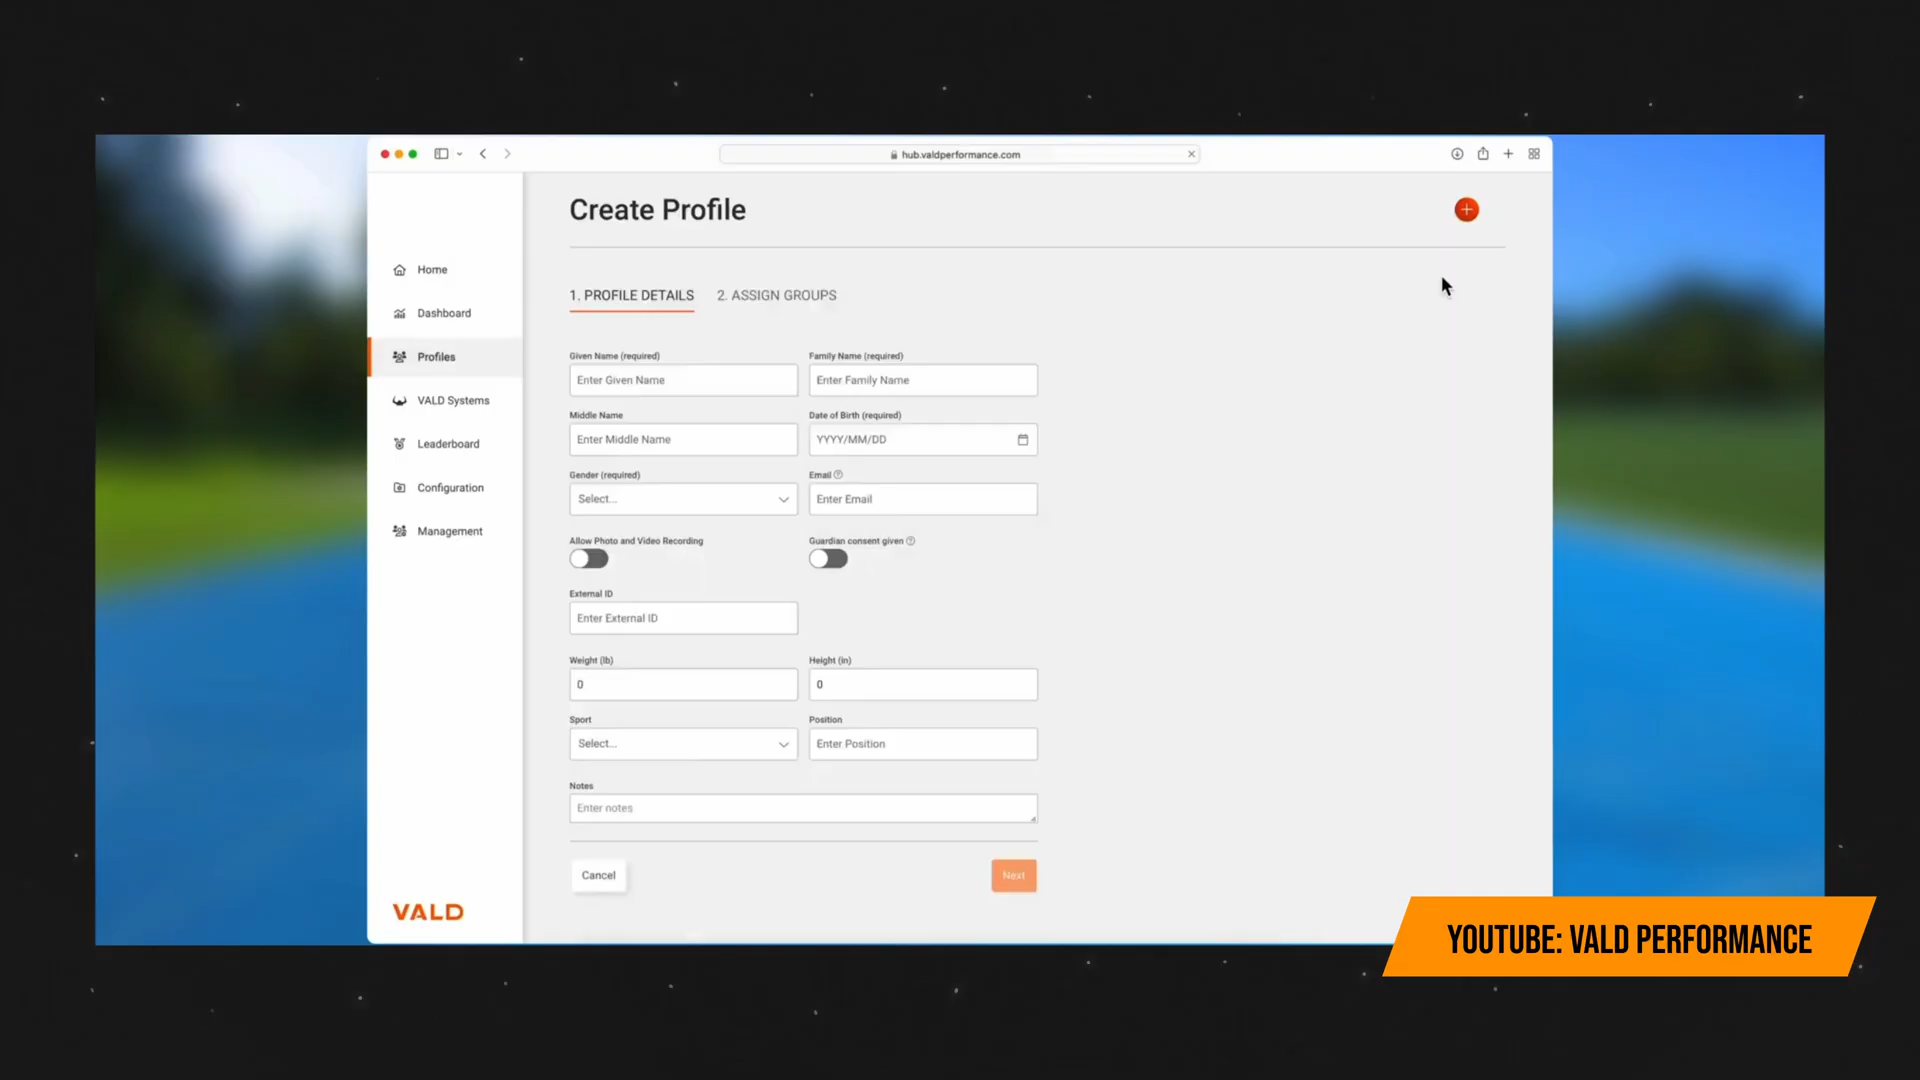 hub.valdperformance.com
Create Profile
Home
Dashboard
Profiles
VALD Systems
Leaderboard
Configuration
Management
VALD
1. PROFILE DETAILS 2. ASSIGN GROUPS
Given Name (required) Family Name (required)
Enter Given Name Enter Family Name
Middle Name Date of Birth (required)
Enter Middle Name YYYY/MM/DD
Gender (required) Email
Select... Enter Email
Allow Photo and Video Recording Guardian consent given
External ID
Enter External ID
Weight (lb) Height (in)
0 0
Sport Position
Select... Enter Position
Notes
Enter notes
Cancel Next
YOUTUBE: VALD PERFORMANCE